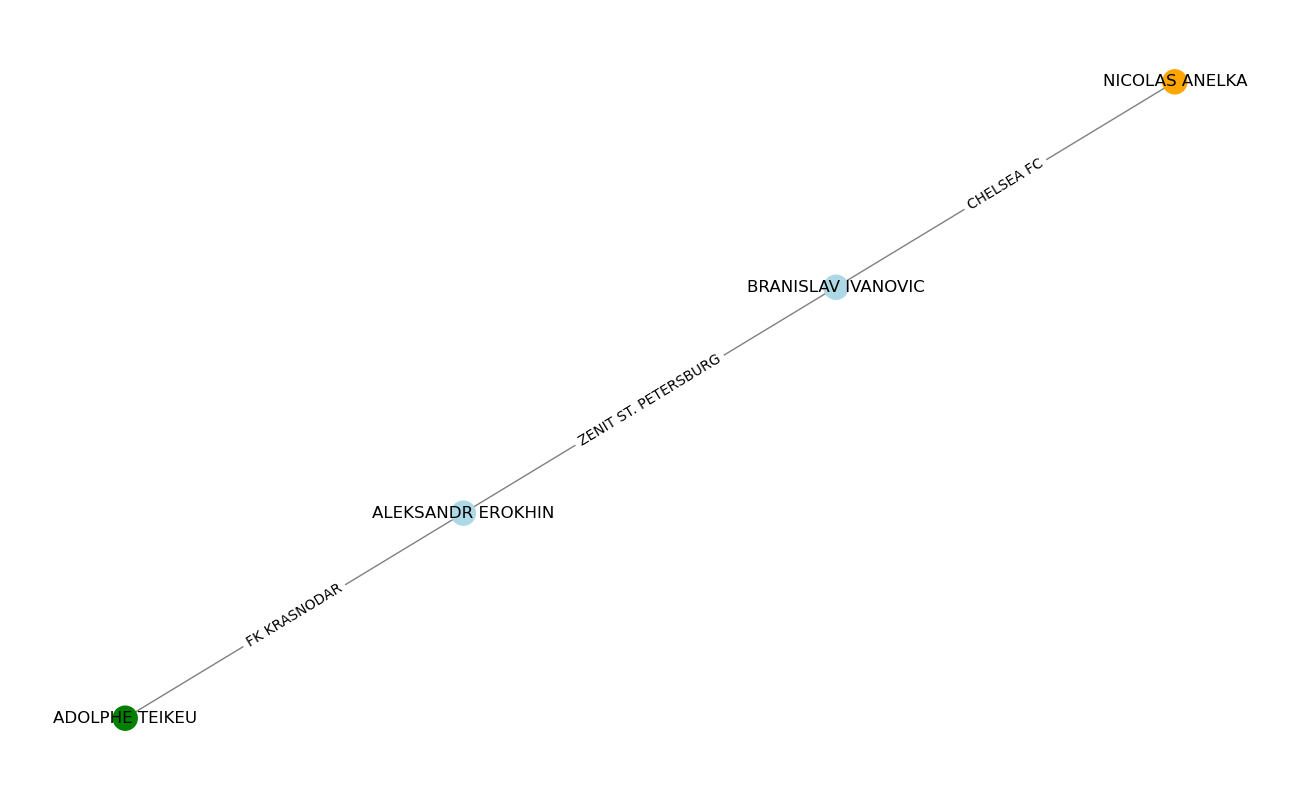 NICOLAS ANELKA
CHELSEA FC
BRANISLAV IVANOVIC
ZENIT ST. PETERSBURG
ALEKSANDR EROKHIN
FK KRASNODAR
ADOLPHE TEIKEU